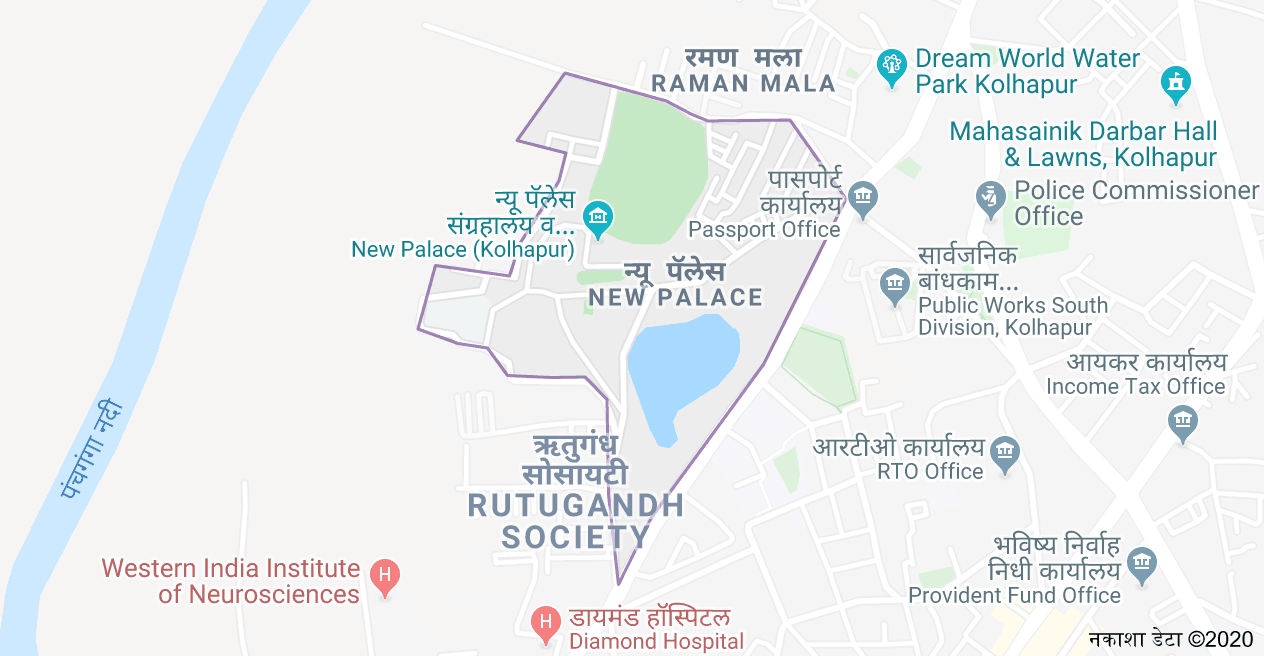 रमण मला
RAMAN MALA
Dream World Water
Park Kolhapur
Mahasainik Darbar Hall
& Lawns, Kolhapur
पासपोर्ट
कार्यालय
Passport Office
Police Commissioner
Office
न्यू पॅलेस
संग्रहालय व...
New Palace (Kolhapur)
न्यू पॅलेस
NEW PALACE
सार्वजनिक
बांधकाम...
Public Works South
Division, Kolhapur
आयकर कार्यालय
Income Tax Office
पंचगंगा नदी
ऋतुगंध
सोसायटी
RUTUGANDH
SOCIETY
आरटीओ कार्यालय
RTO Office
भविष्य निर्वाह
निधी कार्यालय
Provident Fund Office
Western India Institute
of Neurosciences
H
H
डायमंड हॉस्पिटल
Diamond Hospital
नकाशा डेटा ©2020